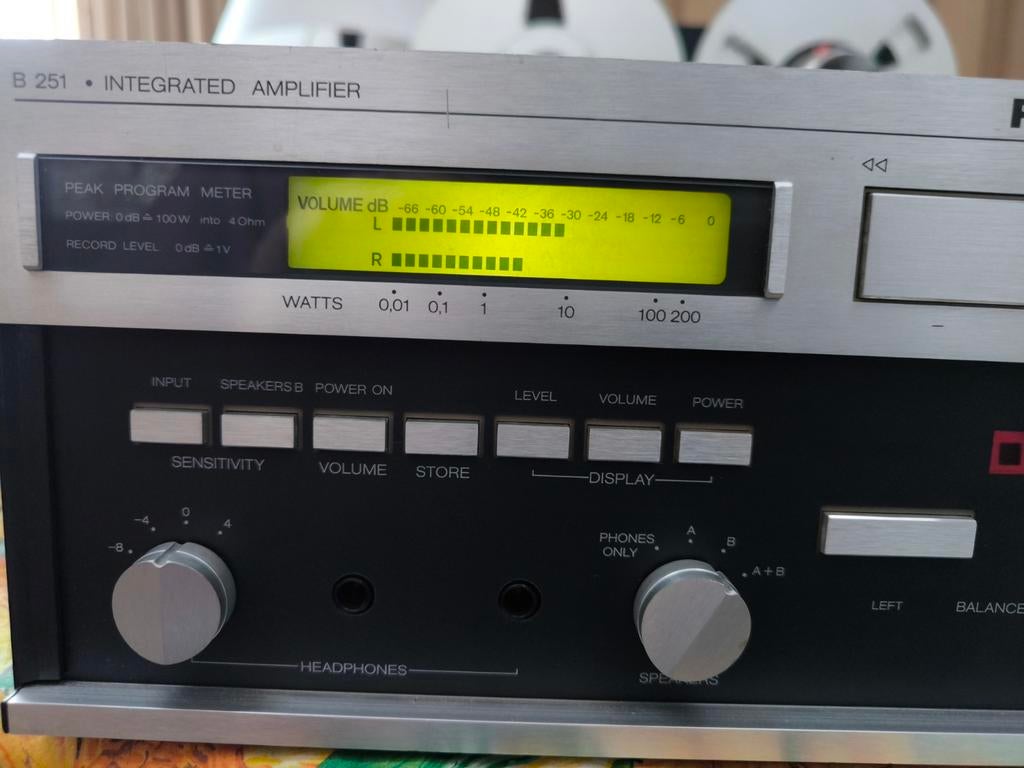 B 251 • INTEGRATED AMPLIFIER
PEAK PROGRAM METER
POWER: 0 dB ≙ 100 W into 4 Ohm
RECORD LEVEL 0 dB ≙ 1 V
VOLUME dB -66 -60 -54 -48 -42 -36 -30 -24 -18 -12 -6 0
L
R
WATTS 0,01 0,1 1 10 100 200
INPUT SPEAKERS B POWER ON LEVEL VOLUME POWER
SENSITIVITY VOLUME STORE DISPLAY
-8 -4 0 4
PHONES ONLY A B A+B
HEADPHONES
SPEAKERS
LEFT BALANCE